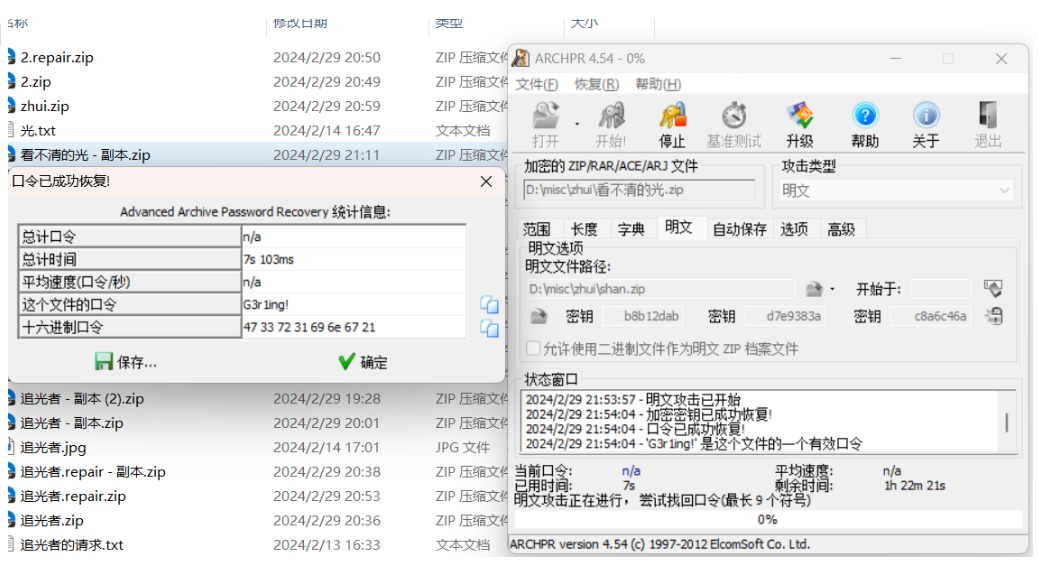 名称 修改日期 类型 大小
2.repair.zip 2024/2/29 20:50 ZIP 压缩文件
2.zip 2024/2/29 20:49 ZIP 压缩文件
zhui.zip 2024/2/29 20:59 ZIP 压缩文件
光.txt 2024/2/14 16:47 文本文档
看不清的光 - 副本.zip 2024/2/29 21:11 ZIP 压缩文件
口令已成功恢复!
Advanced Archive Password Recovery 统计信息:
总计口令 n/a
总计时间 7s 103ms
平均速度(口令/秒) n/a
这个文件的口令 G3r1ing!
十六进制口令 47 33 72 31 69 6e 67 21
保存... 确定
追光者 - 副本 (2).zip 2024/2/29 19:28 ZIP 压缩文件
追光者 - 副本.zip 2024/2/29 20:01 ZIP 压缩文件
追光者.jpg 2024/2/14 17:01 JPG 文件
追光者.repair - 副本.zip 2024/2/29 20:38 ZIP 压缩文件
追光者.repair.zip 2024/2/29 20:53 ZIP 压缩文件
追光者.zip 2024/2/29 20:36 ZIP 压缩文件
追光者的请求.txt 2024/2/13 16:33 文本文档
ARCHPR 4.54 - 0%
文件(F) 恢复(R) 帮助(H)
打开 开始! 停止 基准测试 升级 帮助 关于 退出
加密的 ZIP/RAR/ACE/ARJ 文件 攻击类型
D:\misc\zhui\看不清的光.zip 明文
范围 长度 字典 明文 自动保存 选项 高级
明文选项
明文文件路径:
D:\misc\zhui\shan.zip 开始于:
密钥 b8b12dab 密钥 d7e9383a 密钥 c8a6c46a
允许使用二进制文件作为明文 ZIP 档案文件
状态窗口
2024/2/29 21:53:57 - 明文攻击已开始
2024/2/29 21:54:04 - 加密密钥已成功恢复!
2024/2/29 21:54:04 - 口令已成功恢复!
2024/2/29 21:54:04 - 'G3r1ing!' 是这个文件的一个有效口令
当前口令: n/a 平均速度: n/a
已用时间: 7s 剩余时间: 1h 22m 21s
明文攻击正在进行，尝试找回口令(最长 9 个符号)
0%
ARCHPR version 4.54 (c) 1997-2012 ElcomSoft Co. Ltd.